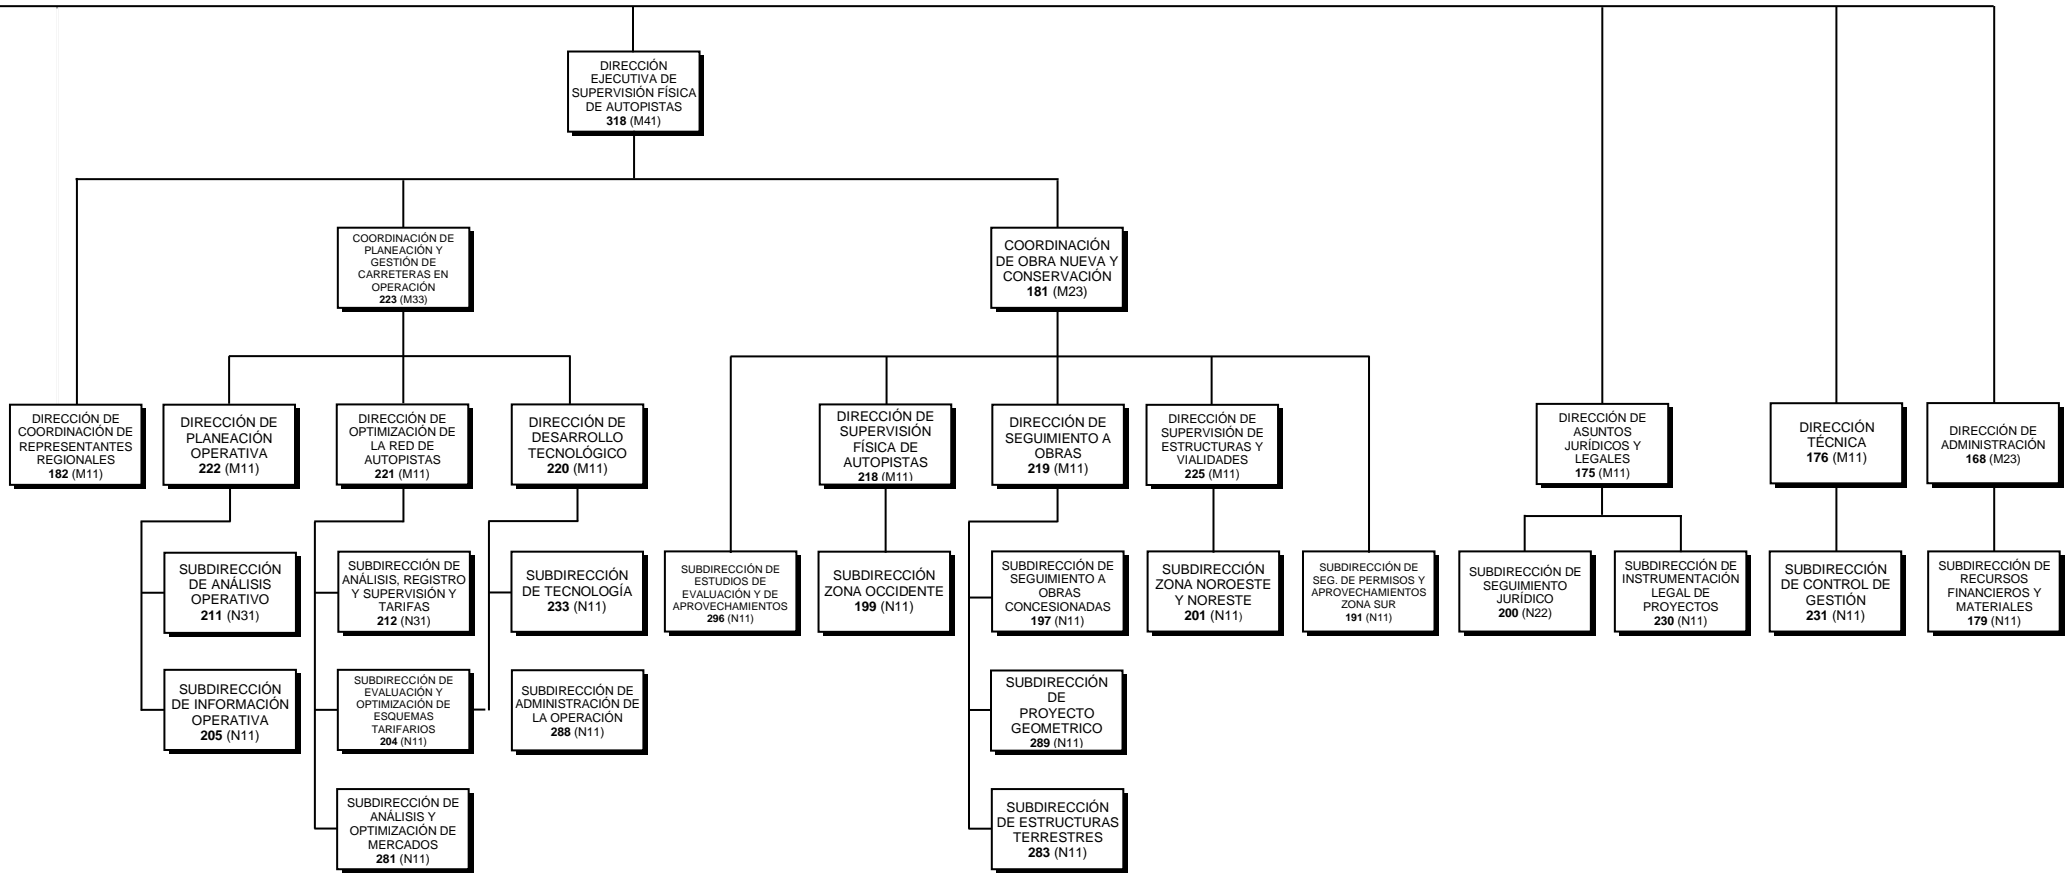 DIRECCIÓN
EJECUTIVA DE
SUPERVISIÓN FÍSICA
DE AUTOPISTAS
318 (M41)
COORDINACIÓN DE
PLANEACIÓN Y
GESTIÓN DE
CARRETERAS EN
OPERACIÓN
223 (M33)
COORDINACIÓN
DE OBRA NUEVA Y
CONSERVACIÓN
181 (M23)
DIRECCIÓN DE
COORDINACIÓN DE
REPRESENTANTES
REGIONALES
182 (M11)
DIRECCIÓN DE
PLANEACIÓN
OPERATIVA
222 (M11)
DIRECCIÓN DE
OPTIMIZACIÓN DE
LA RED DE
AUTOPISTAS
221 (M11)
DIRECCIÓN DE
DESARROLLO
TECNOLÓGICO
220 (M11)
DIRECCIÓN DE
SUPERVISIÓN
FÍSICA DE
AUTOPISTAS
218 (M11)
DIRECCIÓN DE
SEGUIMIENTO A
OBRAS
219 (M11)
DIRECCIÓN DE
SUPERVISIÓN DE
ESTRUCTURAS Y
VIALIDADES
225 (M11)
DIRECCIÓN DE
ASUNTOS
JURÍDICOS Y
LEGALES
175 (M11)
DIRECCIÓN
TÉCNICA
176 (M11)
DIRECCIÓN DE
ADMINISTRACIÓN
168 (M23)
SUBDIRECCIÓN
DE ANÁLISIS
OPERATIVO
211 (N31)
SUBDIRECCIÓN DE
ANÁLISIS, REGISTRO
Y SUPERVISIÓN Y
TARIFAS
212 (N31)
SUBDIRECCIÓN
DE TECNOLOGÍA
233 (N11)
SUBDIRECCIÓN DE
ESTUDIOS DE
EVALUACIÓN Y DE
APROVECHAMIENTOS
296 (N11)
SUBDIRECCIÓN
ZONA OCCIDENTE
199 (N11)
SUBDIRECCIÓN DE
SEGUIMIENTO A
OBRAS
CONCESIONADAS
197 (N11)
SUBDIRECCIÓN
ZONA NOROESTE
Y NORESTE
201 (N11)
SUBDIRECCIÓN DE
SEG. DE PERMISOS Y
APROVECHAMIENTOS
ZONA SUR
191 (N11)
SUBDIRECCIÓN DE
SEGUIMIENTO
JURÍDICO
200 (N22)
SUBDIRECCIÓN DE
INSTRUMENTACIÓN
LEGAL DE
PROYECTOS
230 (N11)
SUBDIRECCIÓN
DE CONTROL DE
GESTIÓN
231 (N11)
SUBDIRECCIÓN DE
RECURSOS
FINANCIEROS Y
MATERIALES
179 (N11)
SUBDIRECCIÓN
DE INFORMACIÓN
OPERATIVA
205 (N11)
SUBDIRECCIÓN DE
EVALUACIÓN Y
OPTIMIZACIÓN DE
ESQUEMAS
TARIFARIOS
204 (N11)
SUBDIRECCIÓN DE
ADMINISTRACIÓN DE
LA OPERACIÓN
288 (N11)
SUBDIRECCIÓN
DE
PROYECTO
GEOMETRICO
289 (N11)
SUBDIRECCIÓN DE
ANÁLISIS Y
OPTIMIZACIÓN DE
MERCADOS
281 (N11)
SUBDIRECCIÓN
DE ESTRUCTURAS
TERRESTRES
283 (N11)